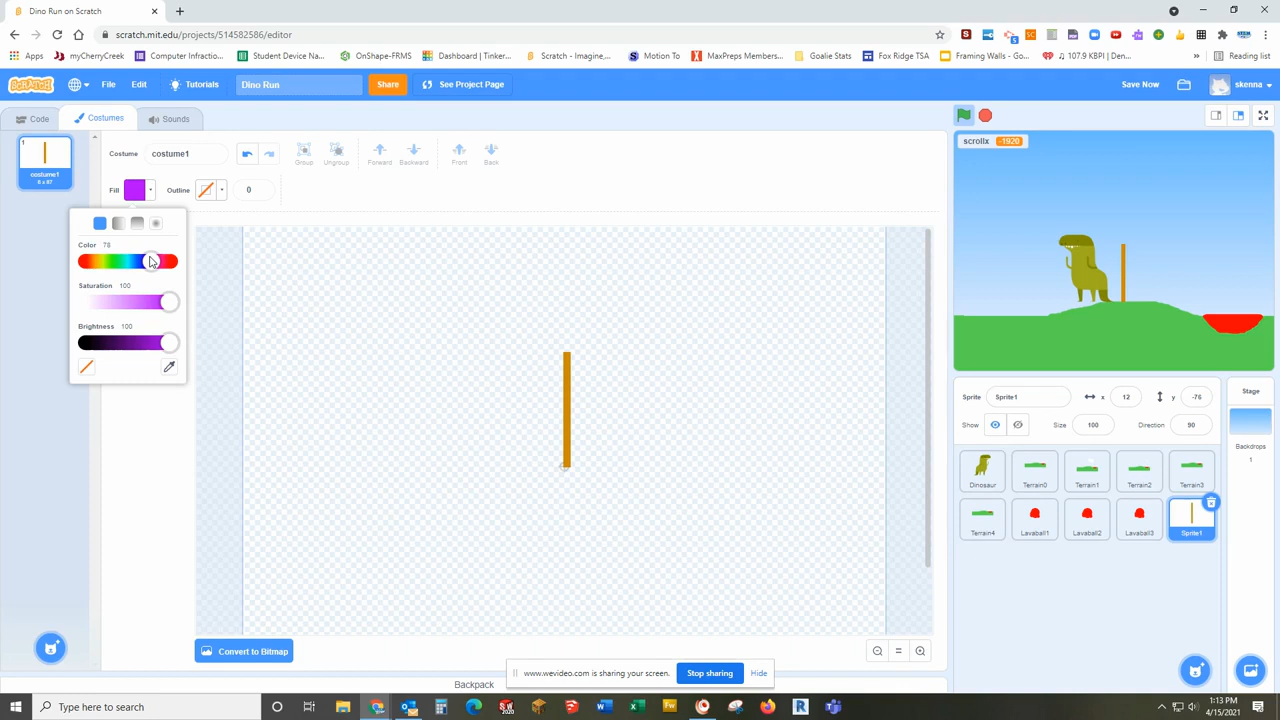 Dino Run on Scratch
scratch.mit.edu/projects/514582586/editor
Apps myCherryCreek Computer Infractio... Student Device Na... OnShape-FRMS Dashboard | Tinker... Scratch - Imagine,... Motion To MaxPreps Members... Goalie Stats Fox Ridge TSA Framing Walls - Go... 107.9 KBPI | Den... » Reading list
SCRATCH File Edit Tutorials Dino Run Share See Project Page Save Now skenna
Code Costumes Sounds
1
costume1
6 x 87
Costume costume1 Group Ungroup Forward Backward Front Back
Fill Outline 0
Color 78
Saturation 100
Brightness 100
Convert to Bitmap
Backpack
scrollx -1920
Sprite Sprite1 x 12 y -76
Show Size 100 Direction 90
Dinosaur Terrain0 Terrain1 Terrain2 Terrain3
Terrain4 Lavaball1 Lavaball2 Lavaball3 Sprite1
Stage
Backdrops
1
www.wevideo.com is sharing your screen. Stop sharing Hide
Type here to search
1:13 PM
4/15/2021